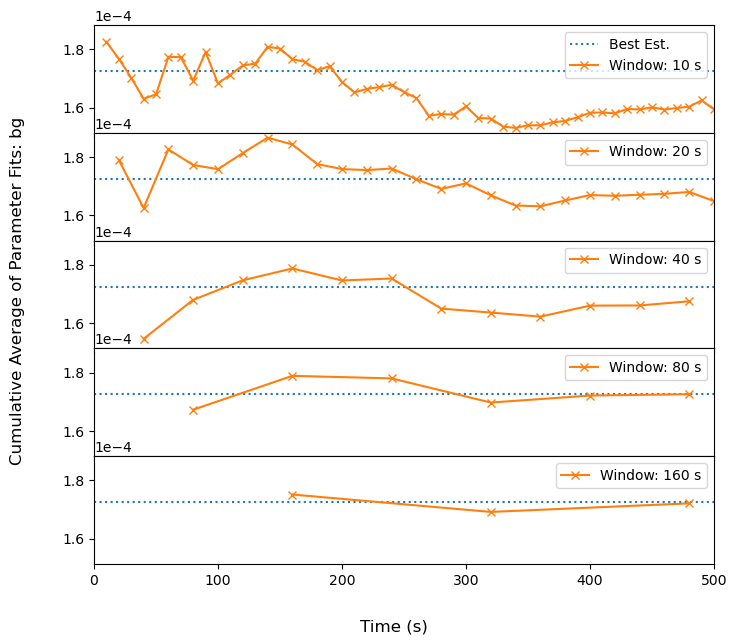 1e−4
1.8
1.6
Best Est.
Window: 10 s
1e−4
1.8
1.6
Window: 20 s
1e−4
1.8
1.6
Window: 40 s
1e−4
1.8
1.6
Window: 80 s
1e−4
1.8
1.6
Window: 160 s
0 100 200 300 400 500
Time (s)
Cumulative Average of Parameter Fits: bg